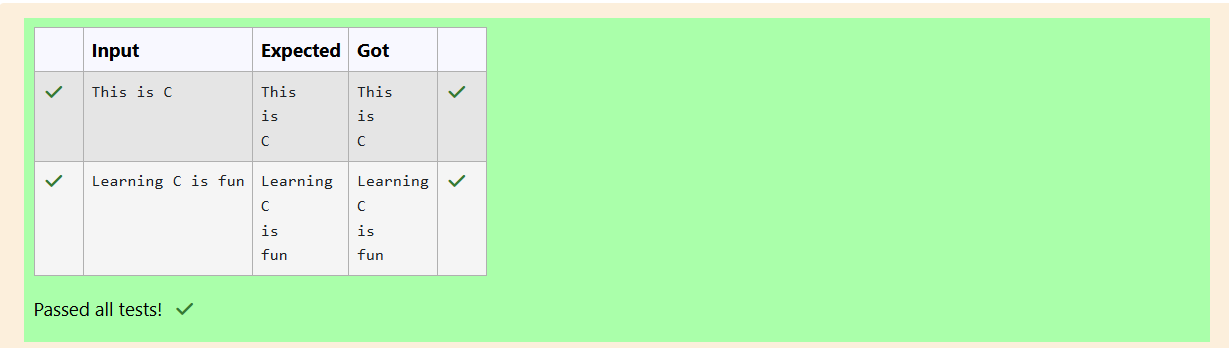 Input Expected Got
This is C This This
is is
C C
Learning C is fun Learning Learning
C C
is is
fun fun
Passed all tests!